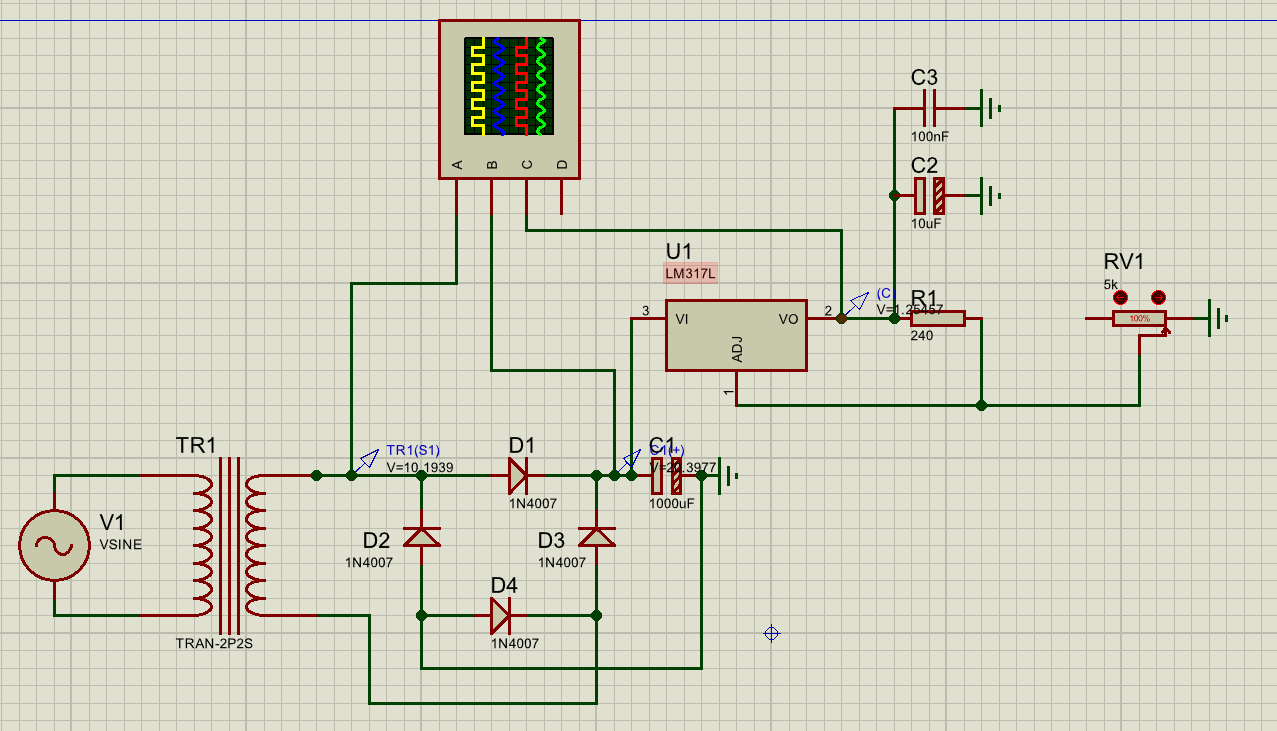 A B C D
C3
100nF
C2
10uF
U1
LM317L
3 VI VO 2
ADJ
1
R1
240
RV1
5k
100%
TR1
TRAN-2P2S
V1
VSINE
TR1(S1)
V=10.1939
D1
1N4007
C1
1000uF
D2
1N4007
D3
1N4007
D4
1N4007